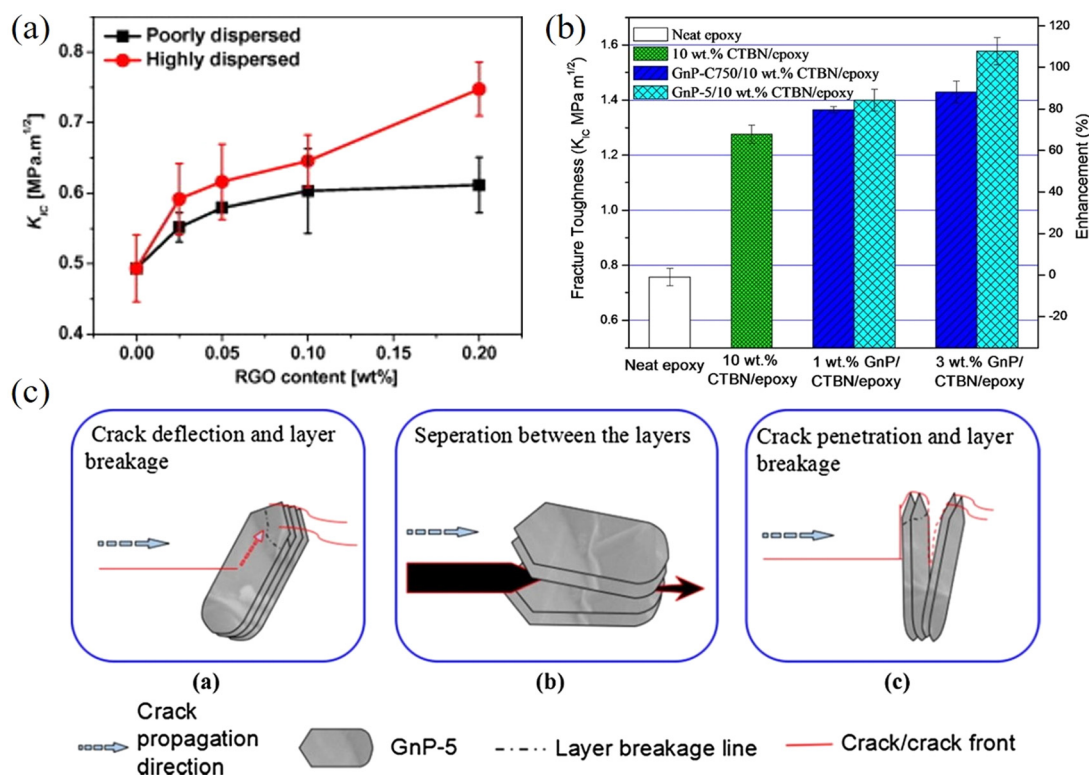 (a)
Poorly dispersed
Highly dispersed
K_IC [MPa.m^1/2]
0.8
0.7
0.6
0.5
0.4
0.00 0.05 0.10 0.15 0.20
RGO content [wt%]
(b)
Neat epoxy
10 wt.% CTBN/epoxy
GnP-C750/10 wt.% CTBN/epoxy
GnP-5/10 wt.% CTBN/epoxy
Fracture Toughness (K_IC MPa m^1/2)
1.6
1.4
1.2
1.0
0.8
0.6
Enhancement (%)
100
80
60
40
20
0
-20
Neat epoxy
10 wt.%
CTBN/epoxy
1 wt.% GnP/
CTBN/epoxy
3 wt.% GnP/
CTBN/epoxy
(c)
Crack deflection and layer
breakage
(a)
Seperation between the layers
(b)
Crack penetration and layer
breakage
(c)
Crack
propagation
direction
GnP-5
Layer breakage line
Crack/crack front